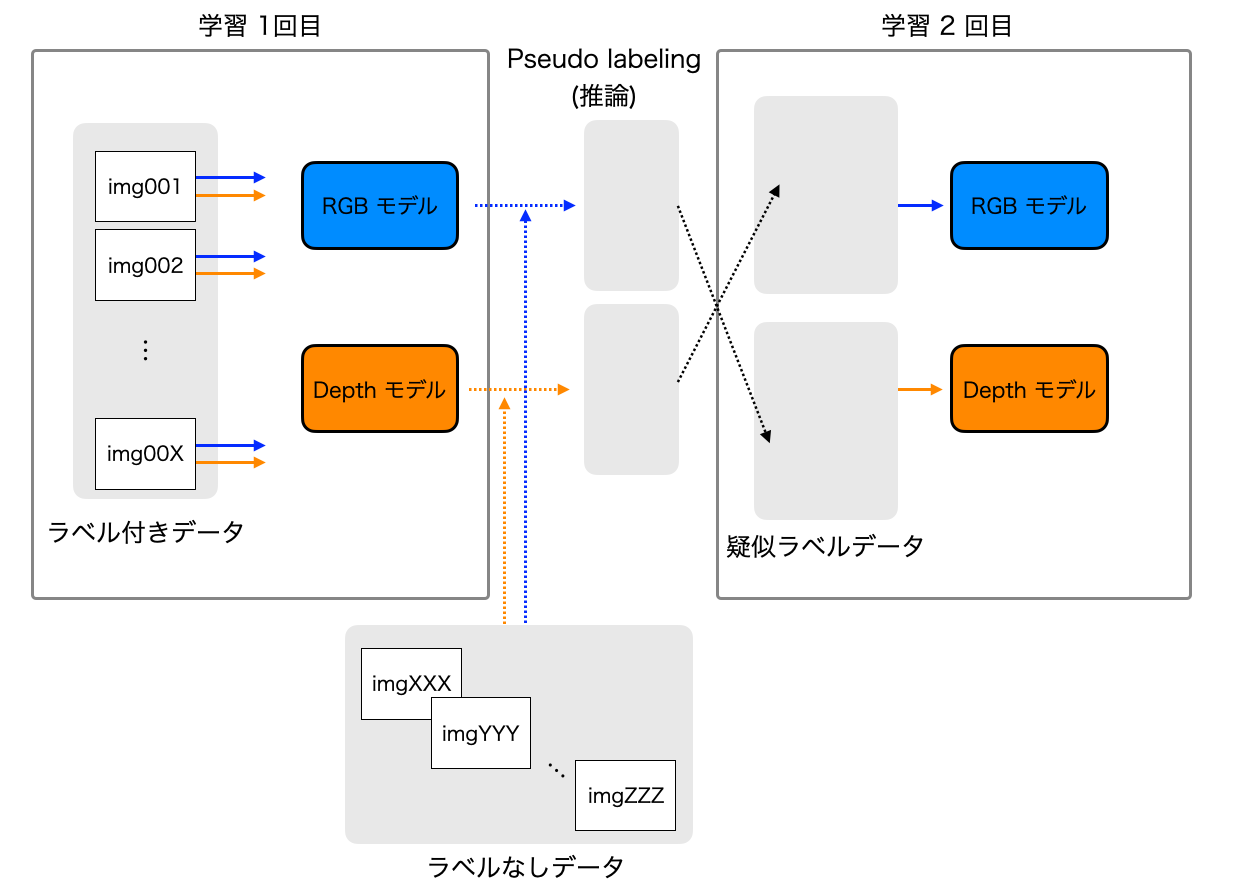 学習 1回目
img001
img002
⋮
img00X
ラベル付きデータ
RGB モデル
Depth モデル
Pseudo labeling
(推論)
学習 2 回目
RGB モデル
Depth モデル
疑似ラベルデータ
imgXXX
imgYYY
⋱
imgZZZ
ラベルなしデータ